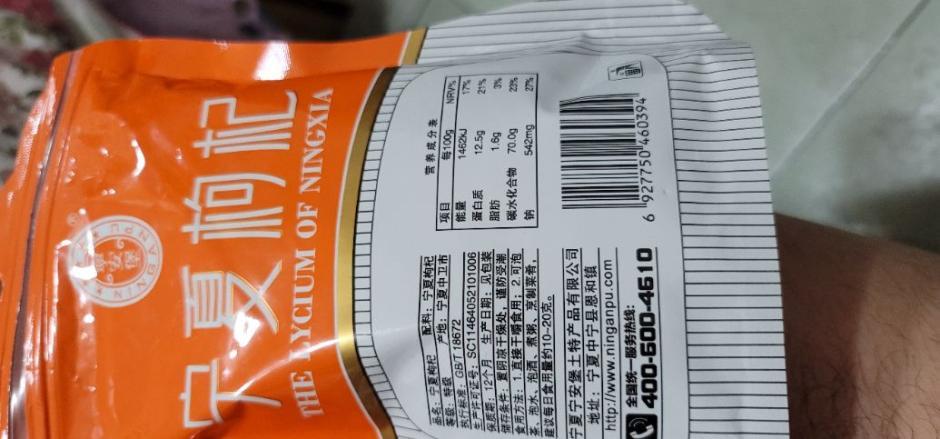 宁夏枸杞
THE LYCIUM OF NINGXIA
品名: 宁夏枸杞 配料: 宁夏枸杞
等级: 特级 产地: 宁夏中卫市
执行标准: GB/T 18672
生产许可证号: SC11464052101006
保质期: 12个月 生产日期: 见包装
储存条件: 置阴凉干燥处, 谨防受潮
食用方法: 1.直接干嚼食用。2.可泡
茶、泡水、泡酒、煮粥、烹制菜肴,
建议每日食用量约10-20克。
宁夏宁安堡土特产品有限公司
地址: 宁夏中宁县恩和镇
http://www.ninganpu.com
全国统一服务热线:
400-600-4610
营养成分表
项目 每100g NRV%
能量 1462kJ 17%
蛋白质 12.5g 21%
脂肪 1.6g 3%
碳水化合物 70.0g 23%
钠 542mg 27%
6 927750 460394